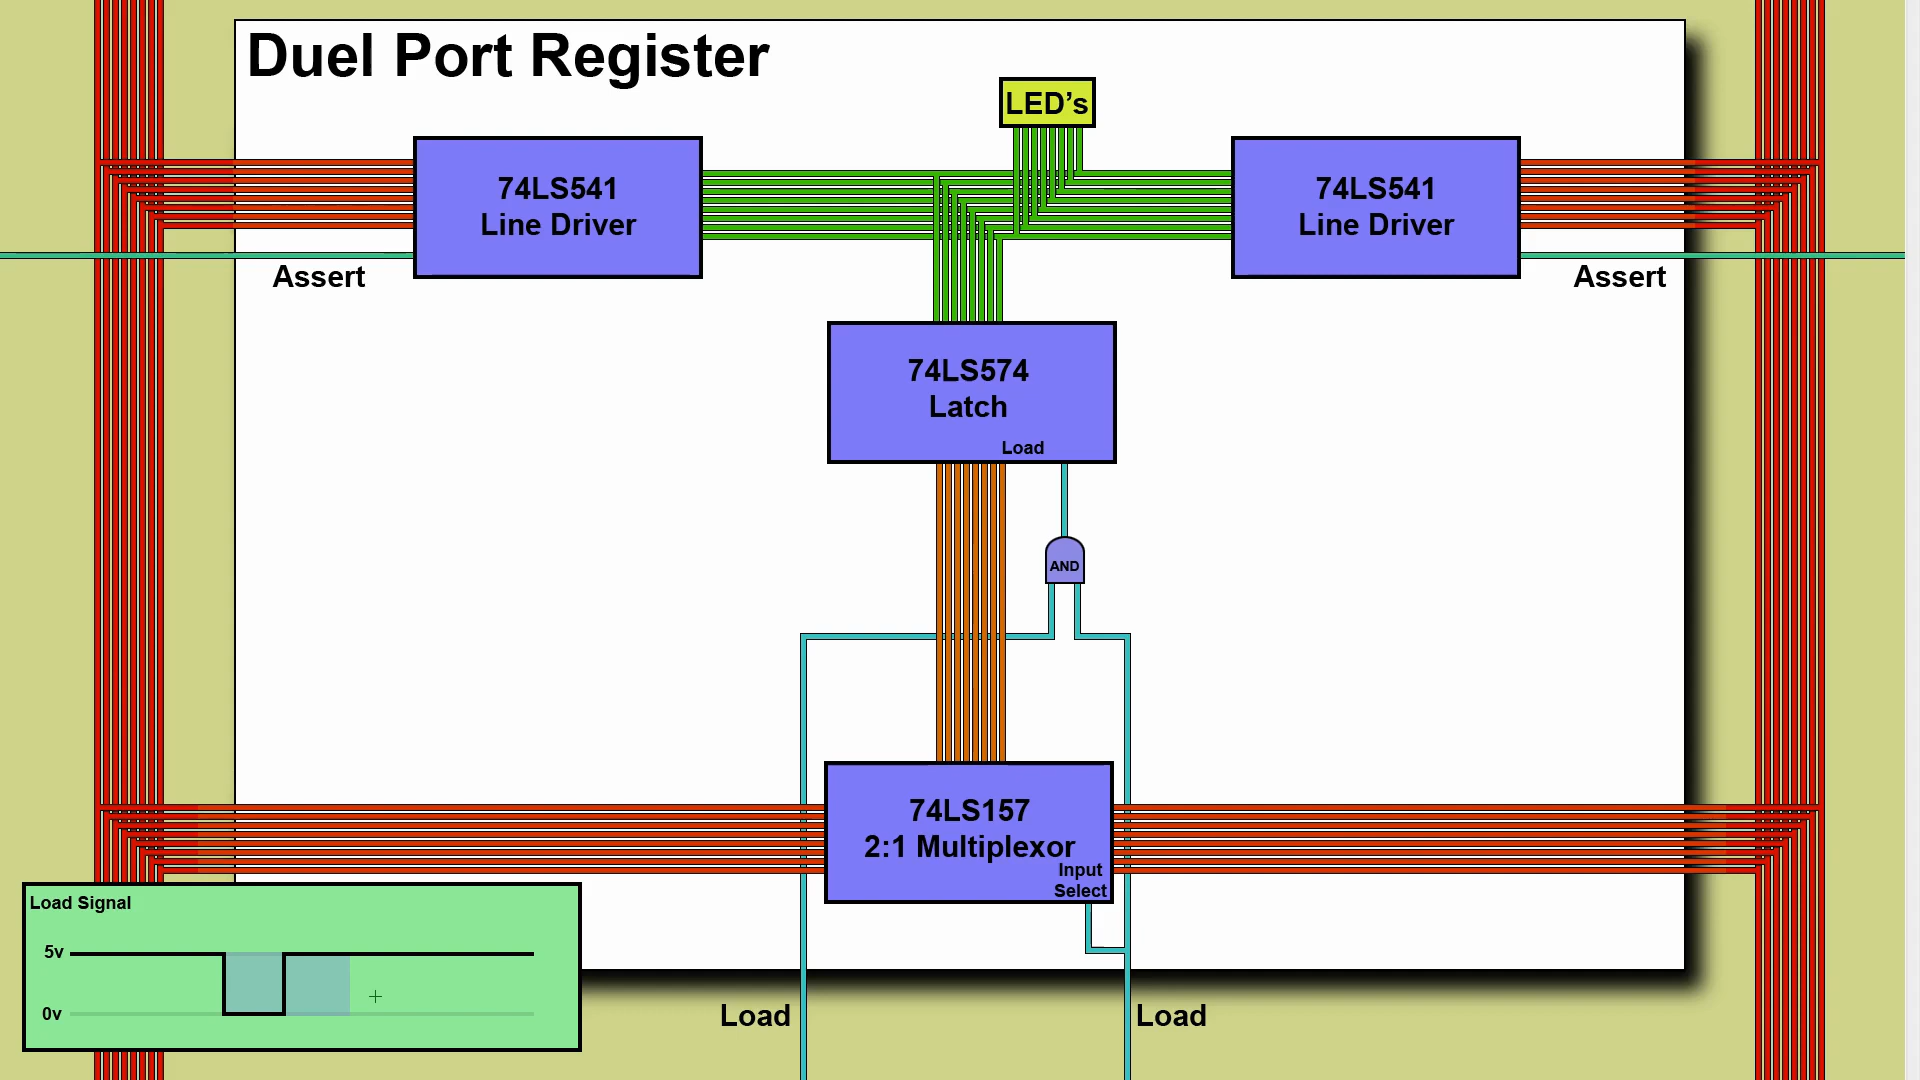 Duel Port Register
LED’s
74LS541
Line Driver
74LS541
Line Driver
Assert
Assert
74LS574
Latch
Load
AND
74LS157
2:1 Multiplexor
Input
Select
Load Signal
5v
0v
Load
Load